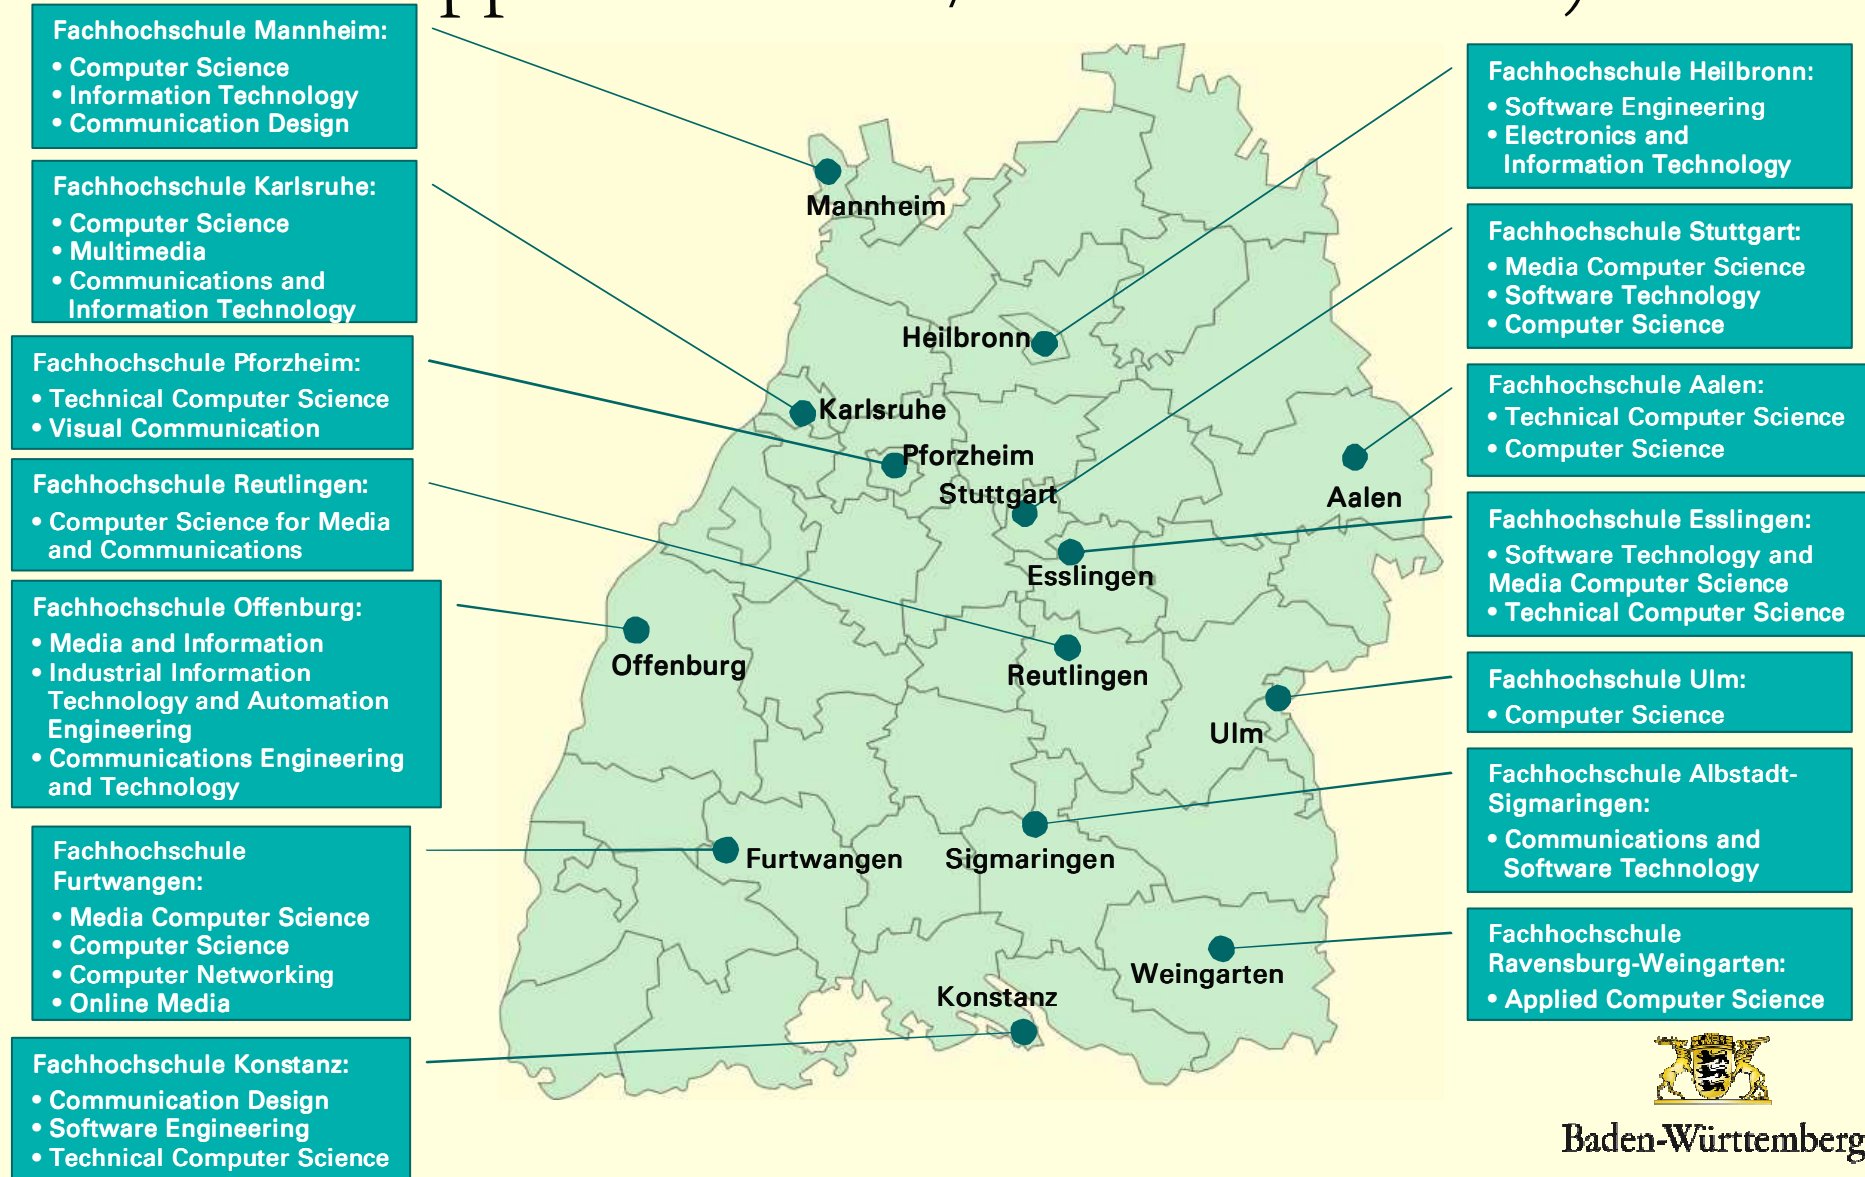 Fachhochschule Mannheim:
• Computer Science
• Information Technology
• Communication Design
Fachhochschule Karlsruhe:
• Computer Science
• Multimedia
• Communications and
Information Technology
Fachhochschule Pforzheim:
• Technical Computer Science
• Visual Communication
Fachhochschule Reutlingen:
• Computer Science for Media
and Communications
Fachhochschule Offenburg:
• Media and Information
• Industrial Information
Technology and Automation
Engineering
• Communications Engineering
and Technology
Fachhochschule
Furtwangen:
• Media Computer Science
• Computer Science
• Computer Networking
• Online Media
Fachhochschule Konstanz:
• Communication Design
• Software Engineering
• Technical Computer Science
Mannheim
Heilbronn
Karlsruhe
Pforzheim
Stuttgart
Aalen
Esslingen
Offenburg
Reutlingen
Ulm
Furtwangen
Sigmaringen
Weingarten
Konstanz
Fachhochschule Heilbronn:
• Software Engineering
• Electronics and
Information Technology
Fachhochschule Stuttgart:
• Media Computer Science
• Software Technology
• Computer Science
Fachhochschule Aalen:
• Technical Computer Science
• Computer Science
Fachhochschule Esslingen:
• Software Technology and
Media Computer Science
• Technical Computer Science
Fachhochschule Ulm:
• Computer Science
Fachhochschule Albstadt-
Sigmaringen:
• Communications and
Software Technology
Fachhochschule
Ravensburg-Weingarten:
• Applied Computer Science
Baden-Württemberg